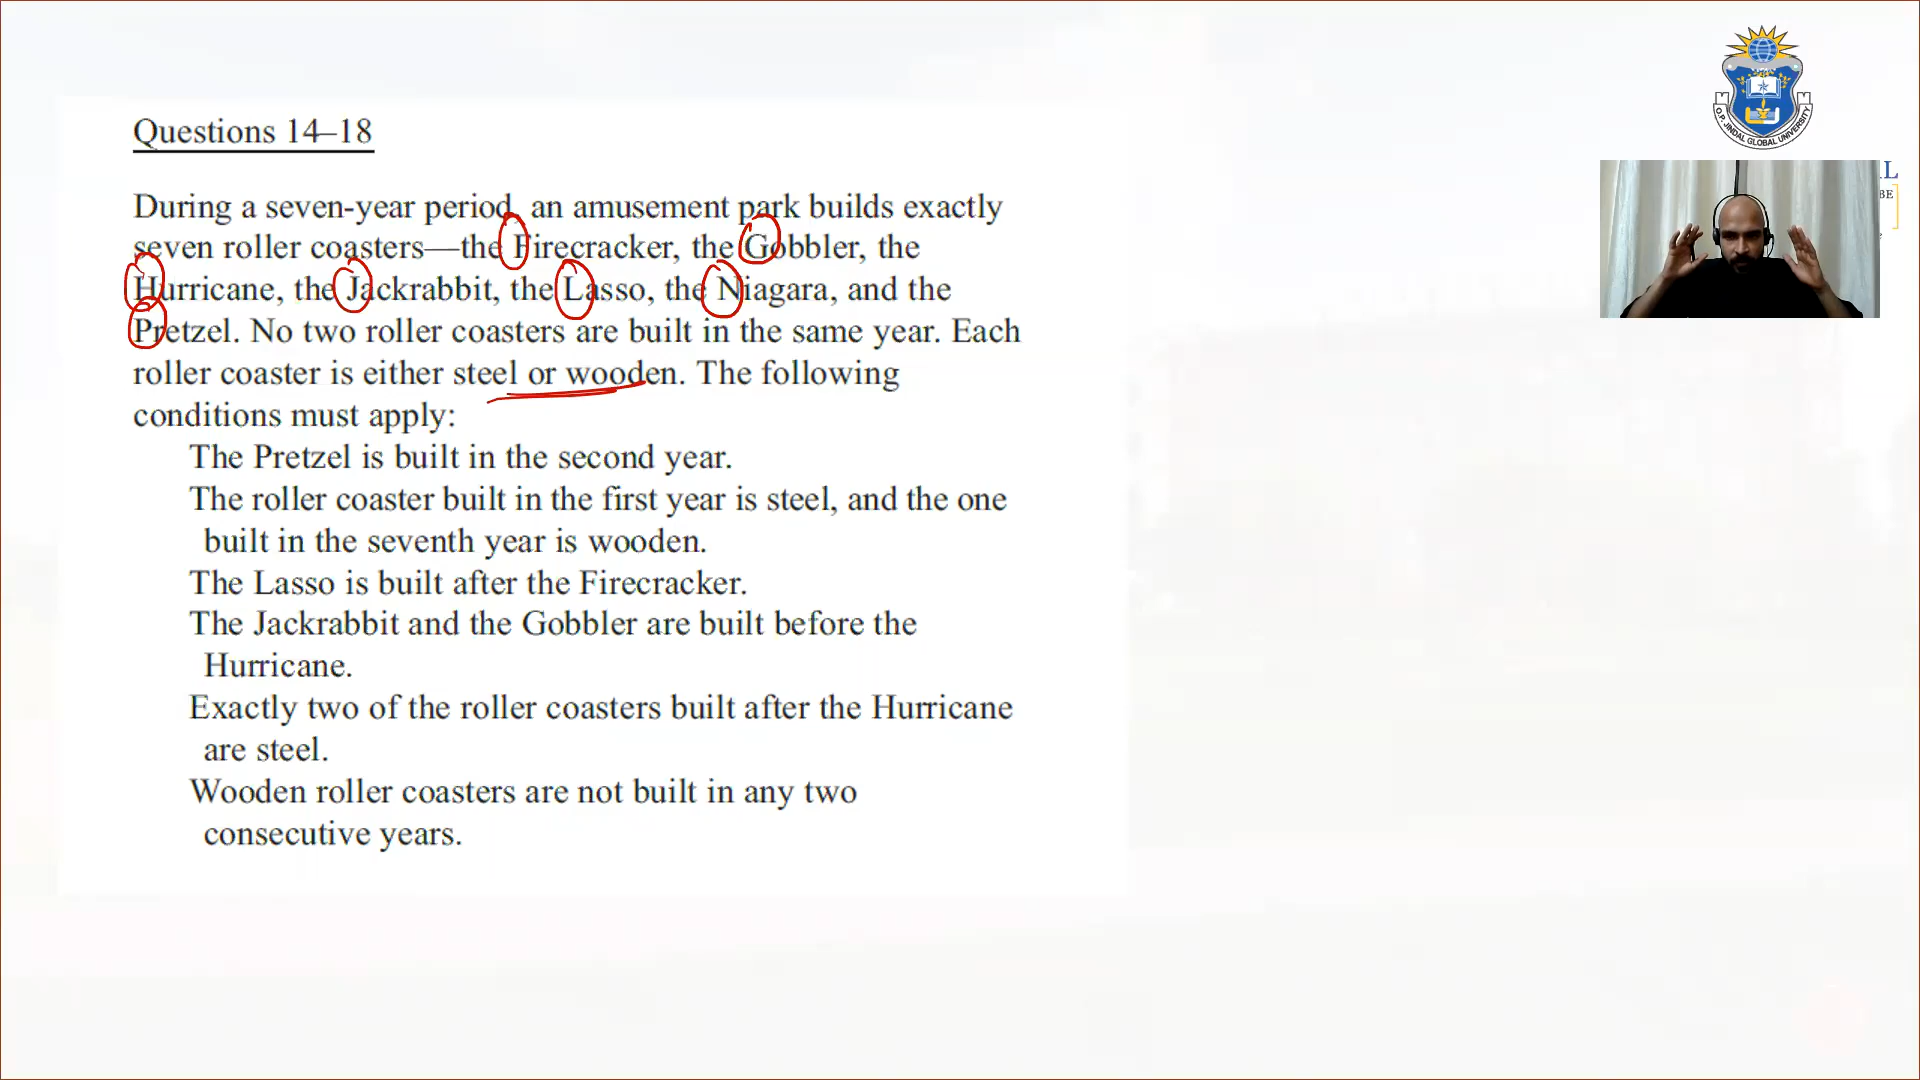 Questions 14–18
During a seven-year period, an amusement park builds exactly
seven roller coasters—the Firecracker, the Gobbler, the
Hurricane, the Jackrabbit, the Lasso, the Niagara, and the
Pretzel. No two roller coasters are built in the same year. Each
roller coaster is either steel or wooden. The following
conditions must apply:
The Pretzel is built in the second year.
The roller coaster built in the first year is steel, and the one
built in the seventh year is wooden.
The Lasso is built after the Firecracker.
The Jackrabbit and the Gobbler are built before the
Hurricane.
Exactly two of the roller coasters built after the Hurricane
are steel.
Wooden roller coasters are not built in any two
consecutive years.
O.P. JINDAL GLOBAL UNIVERSITY